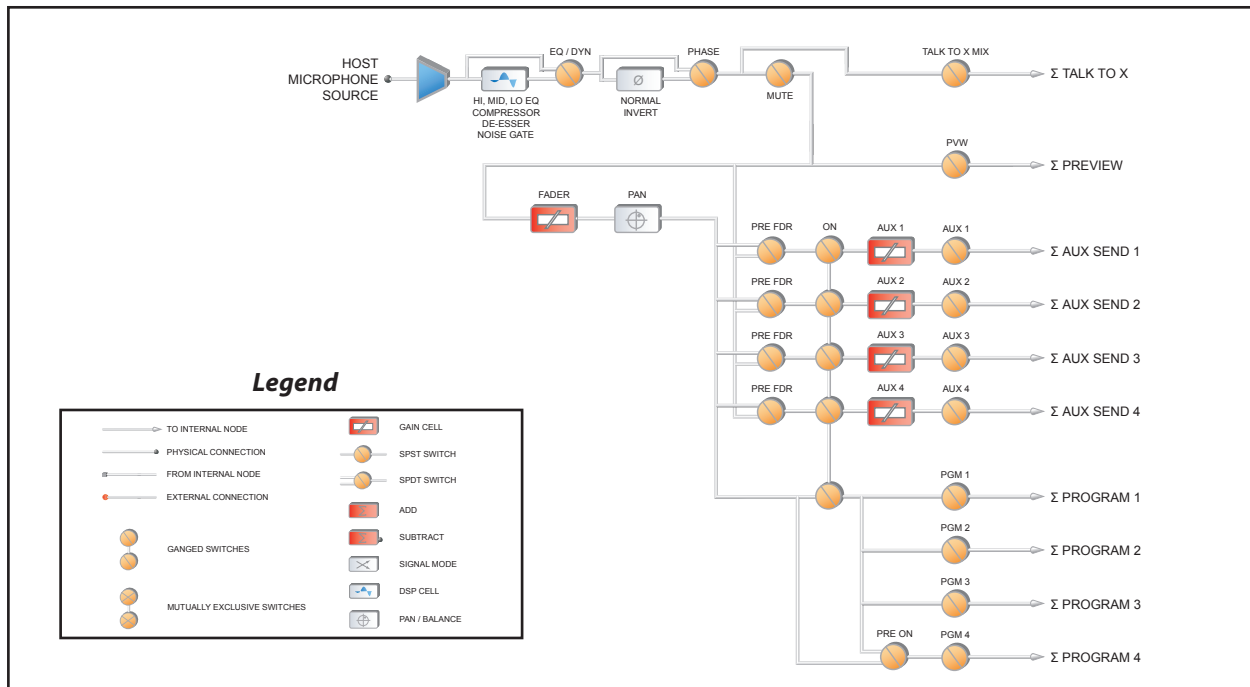 HOST
MICROPHONE
SOURCE
EQ / DYN
HI, MID, LO EQ
COMPRESSOR
DE-ESSER
NOISE GATE
Ø
NORMAL
INVERT
PHASE
MUTE
TALK TO X MIX
Σ TALK TO X
PVW
Σ PREVIEW
FADER
PAN
PRE FDR
ON
AUX 1
AUX 1
Σ AUX SEND 1
PRE FDR
AUX 2
AUX 2
Σ AUX SEND 2
PRE FDR
AUX 3
AUX 3
Σ AUX SEND 3
PRE FDR
AUX 4
AUX 4
Σ AUX SEND 4
PGM 1
Σ PROGRAM 1
PGM 2
Σ PROGRAM 2
PGM 3
Σ PROGRAM 3
PRE ON
PGM 4
Σ PROGRAM 4
Legend
TO INTERNAL NODE
PHYSICAL CONNECTION
FROM INTERNAL NODE
EXTERNAL CONNECTION
GANGED SWITCHES
MUTUALLY EXCLUSIVE SWITCHES
GAIN CELL
SPST SWITCH
SPDT SWITCH
Σ
ADD
Σ
SUBTRACT
SIGNAL MODE
DSP CELL
PAN / BALANCE